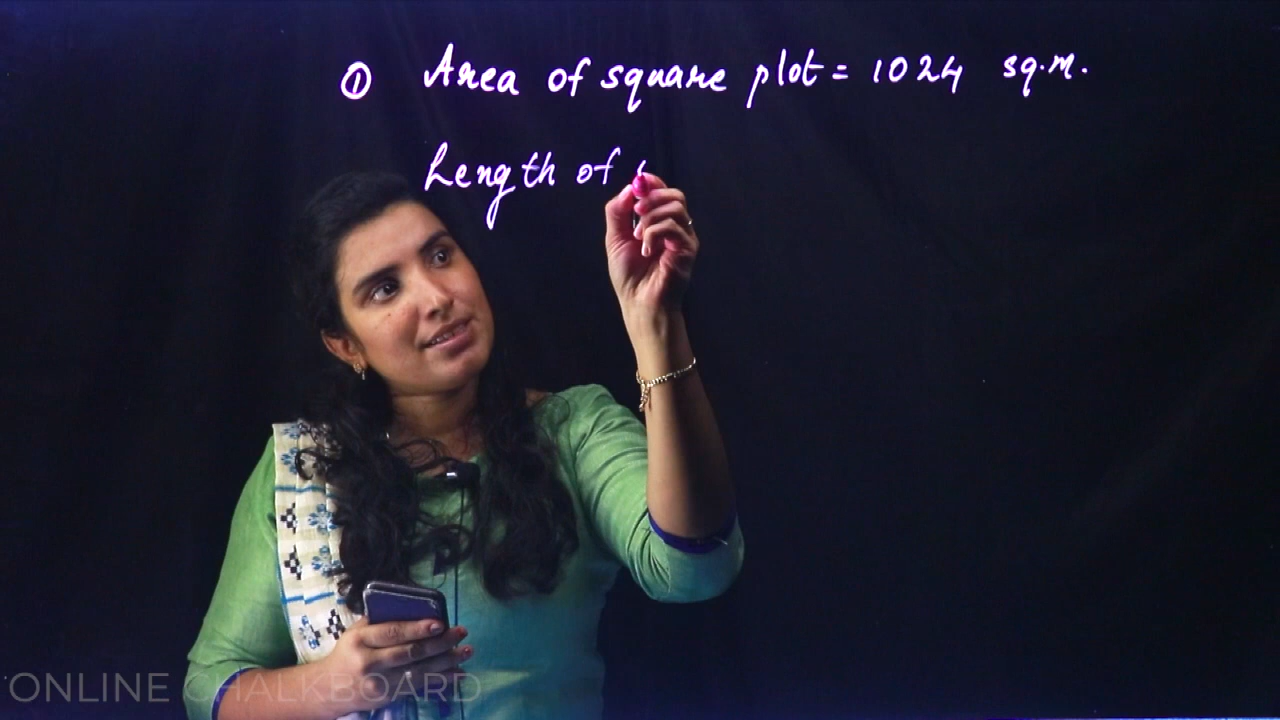 ① Area of square plot = 1024 sq.m.
Length of
ONLINE CHALKBOARD